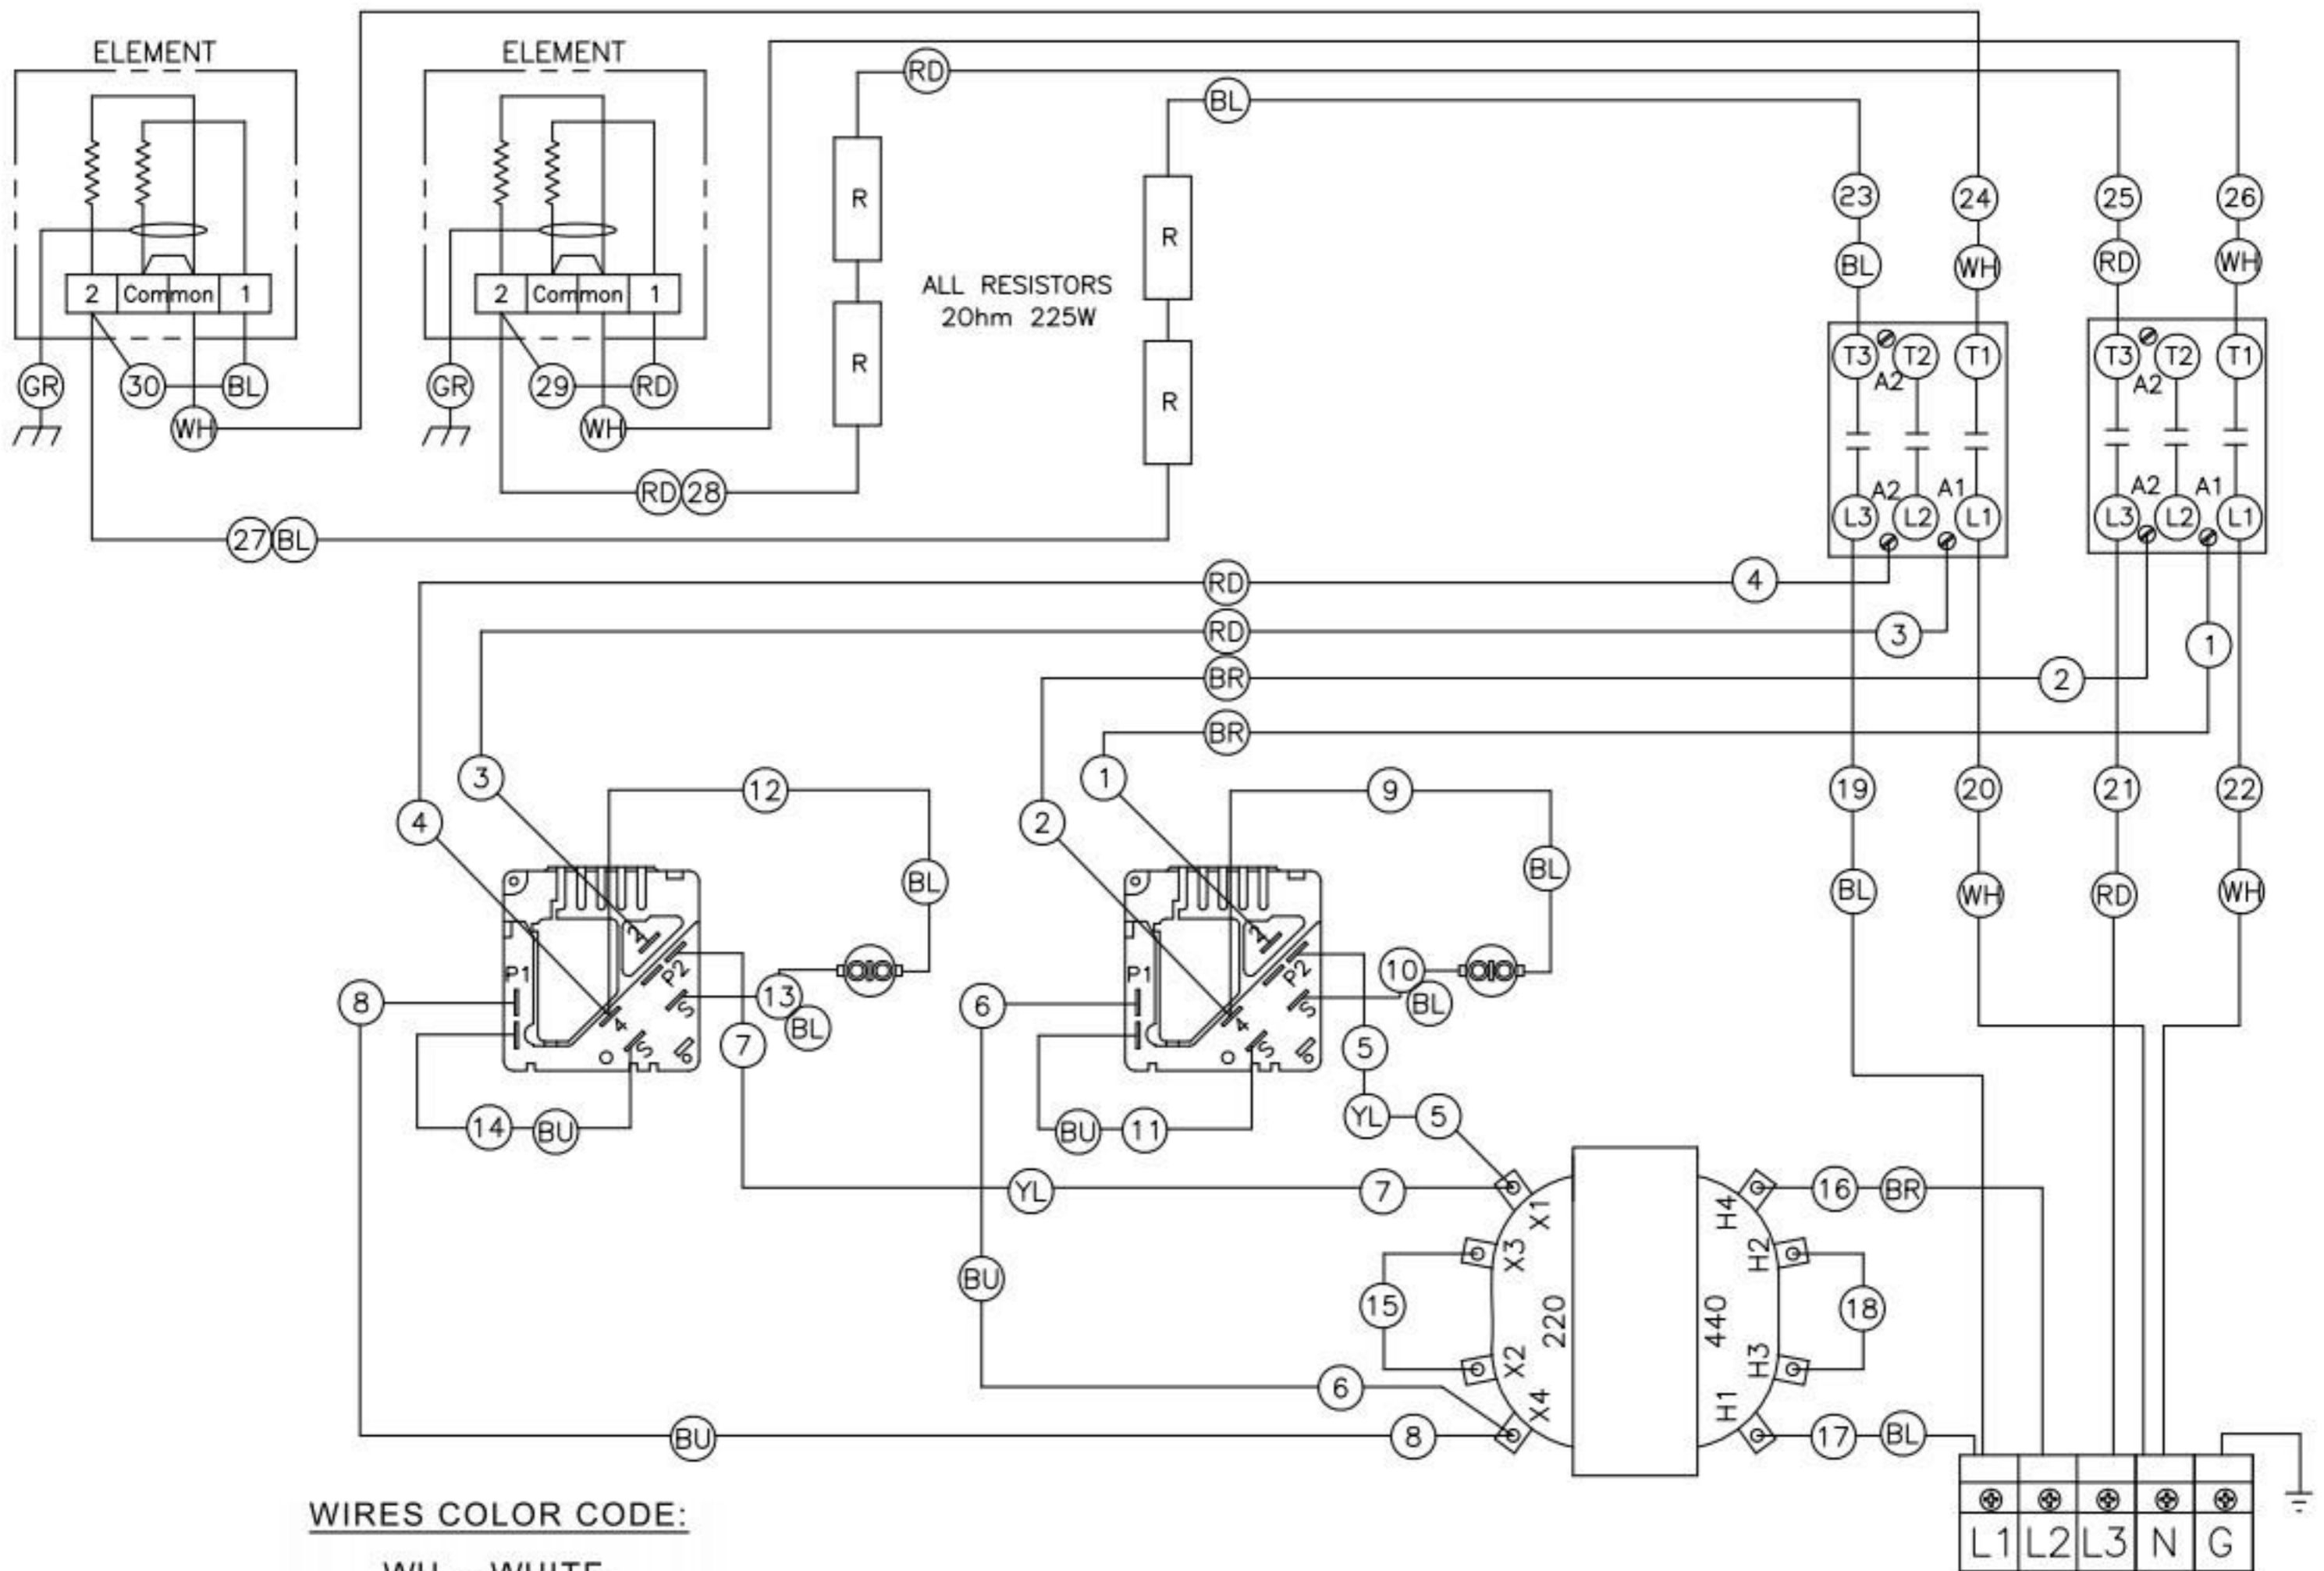 ELEMENT ELEMENT
RD
BL
R
R
R
R
ALL RESISTORS
20hm 225W
2 Common 1
2 Common 1
GR 30 BL
WH
GR 29 RD
WH
RD 28
27 BL
23 24 25 26
BL WH RD WH
T3 T2 T1
A2
L3 A2 L2 A1 L1
T3 T2 T1
A2
L3 A2 L2 A1 L1
RD 4
RD 3
BR 2
BR 1
3
4
12
BL
1
2
9
BL
19 20 21 22
BL WH RD WH
8
P1
2
P2
S
4
S
6
13
BL
7
14 BU
6
P1
2
P2
S
4
S
6
10
BL
5
YL 5
BU 11
YL 7
BU
15
6
BU 8
X1
X3
X2
X4
220
440
H4
H2
H3
H1
16 BR
18
17 BL
L1 L2 L3 N G
WIRES COLOR CODE: